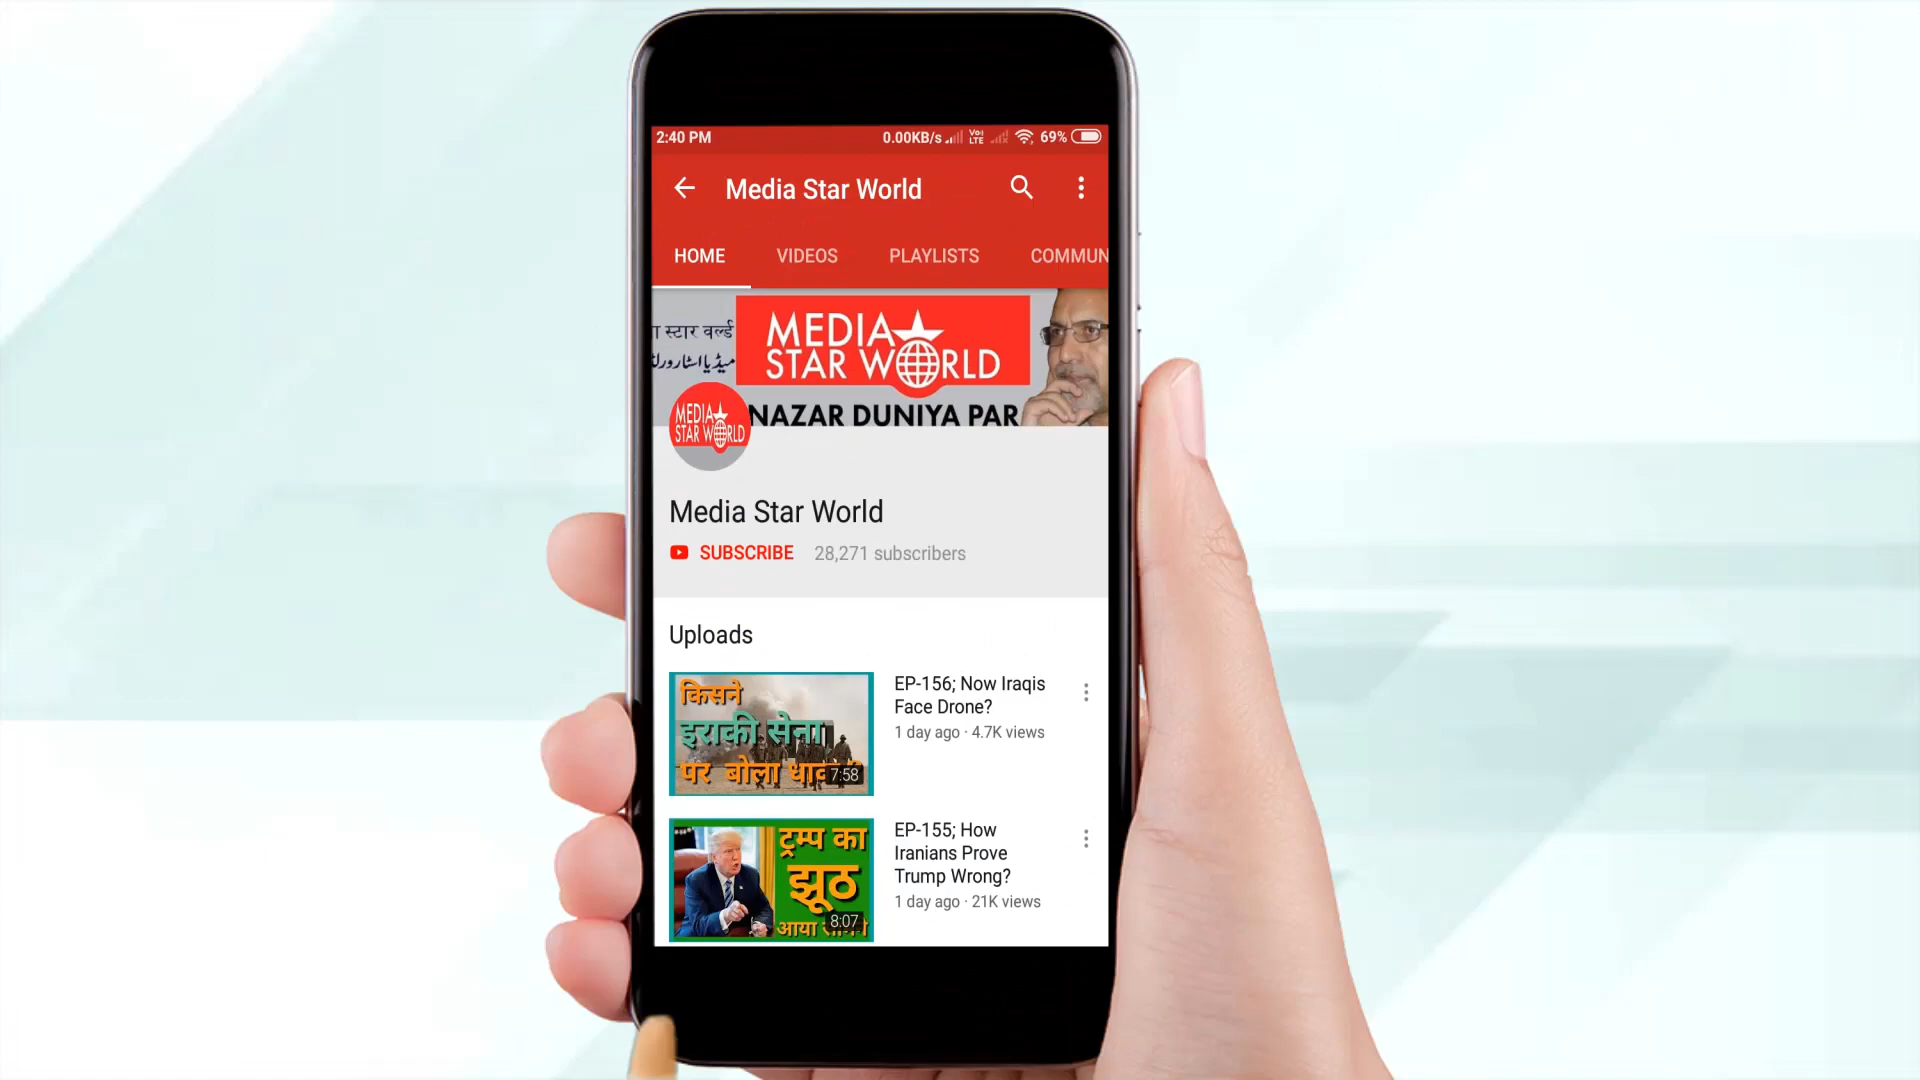 2:40 PM 0.00KB/s Vo) LTE 69%
Media Star World
HOME VIDEOS PLAYLISTS COMMUN
स्टार वर्ल्ड
MEDIA
STAR WORLD
NAZAR DUNIYA PAR
MEDIA
STAR WORLD
Media Star World
SUBSCRIBE 28,271 subscribers
Uploads
किसने
इराकी सेना
पर बोला
7:58
EP-156; Now Iraqis
Face Drone?
1 day ago · 4.7K views
ट्रम्प का
झूठ
आया
8:07
EP-155; How
Iranians Prove
Trump Wrong?
1 day ago · 21K views